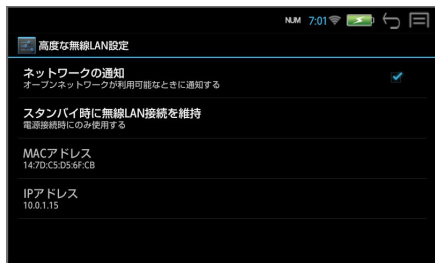 NUM 7:01
高度な無線LAN設定
ネットワークの通知
オープンネットワークが利用可能なときに通知する
スタンバイ時に無線LAN接続を維持
電源接続時にのみ使用する
MACアドレス
14:7D:C5:D5:6F:CB
IPアドレス
10.0.1.15